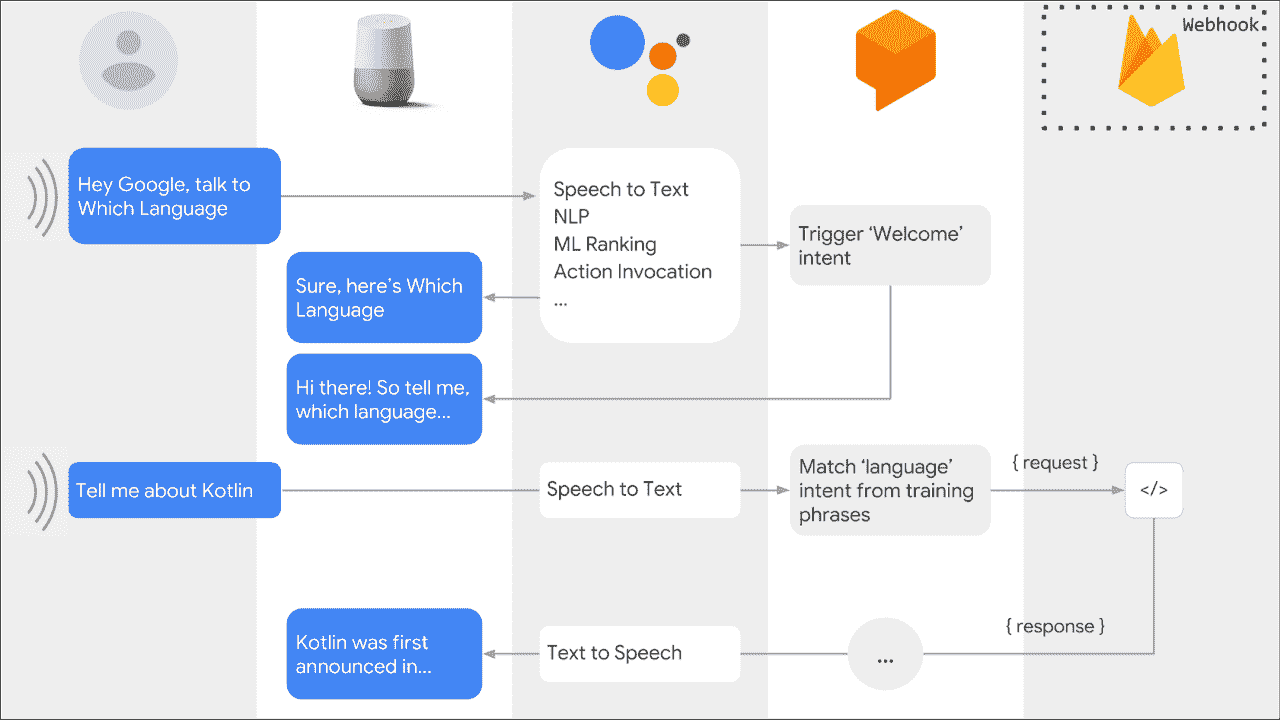 Webhook
Hey Google, talk to
Which Language
Speech to Text
NLP
ML Ranking
Action Invocation
...
Trigger ‘Welcome’
intent
Sure, here’s Which
Language
Hi there! So tell me,
which language...
Tell me about Kotlin
Speech to Text
Match ‘language’
intent from training
phrases
{ request }
</>
{ response }
Kotlin was first
announced in...
Text to Speech
...